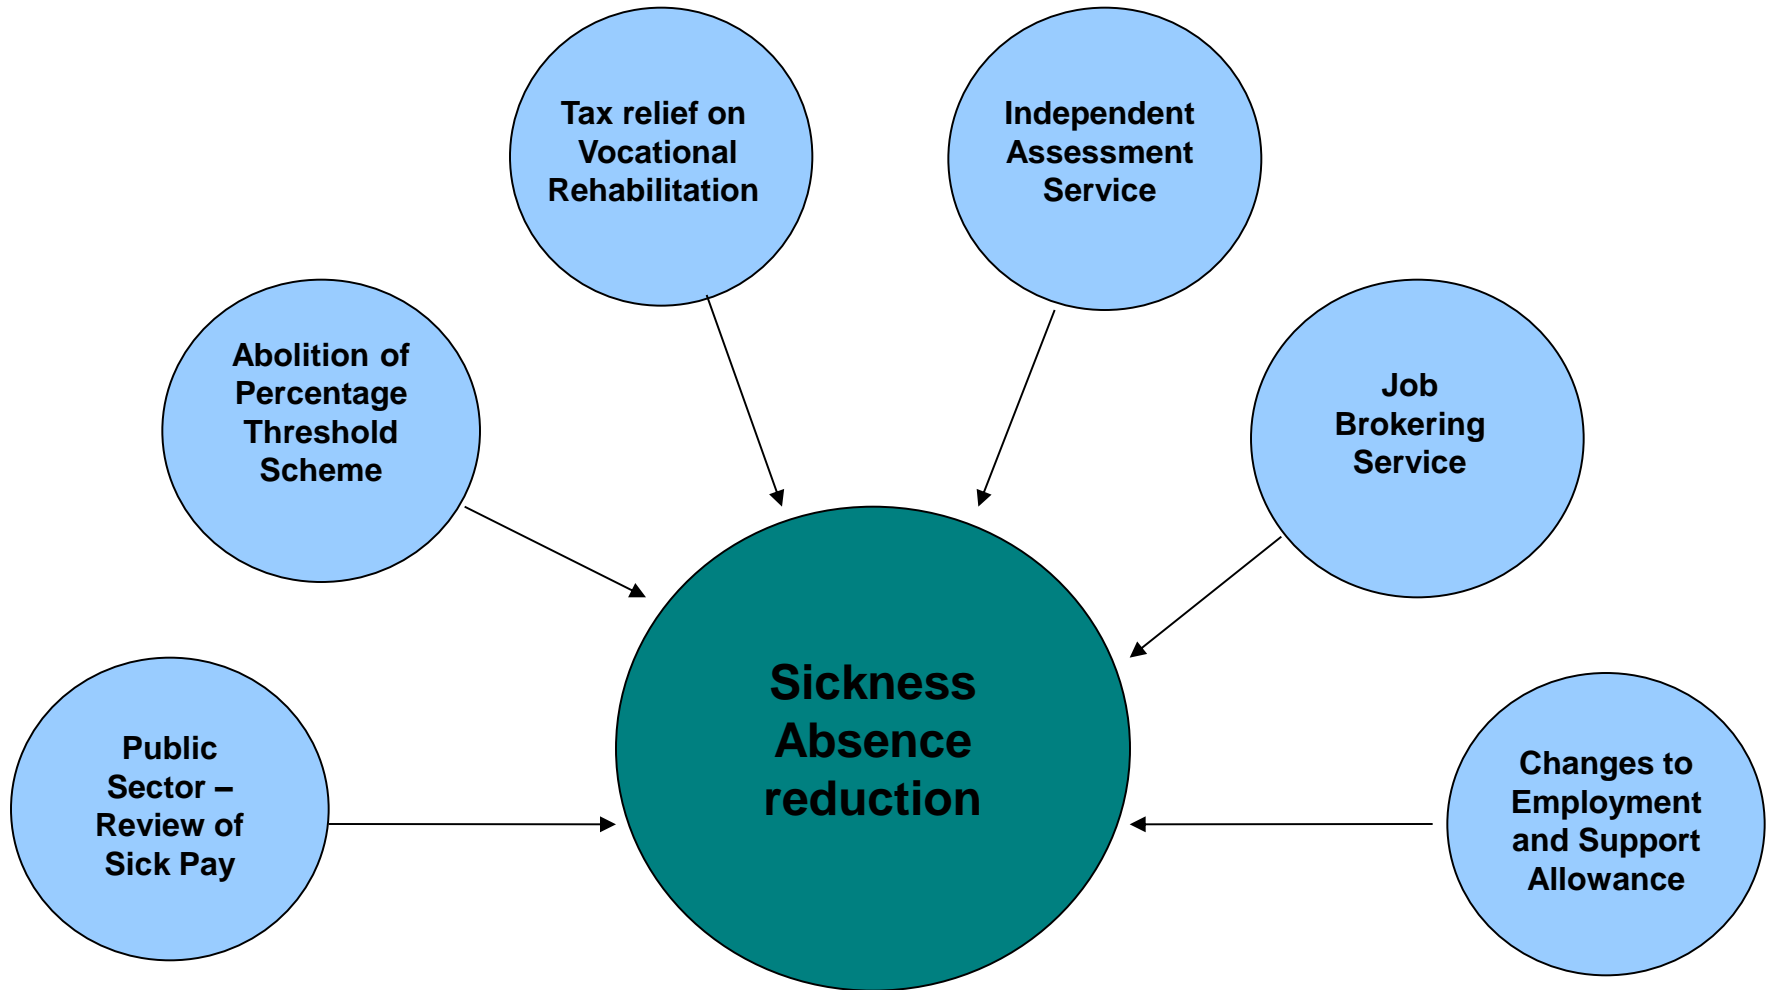 Tax relief on
Vocational
Rehabilitation
Independent
Assessment
Service
Abolition of
Percentage
Threshold
Scheme
Job
Brokering
Service
Public
Sector –
Review of
Sick Pay
Sickness
Absence
reduction
Changes to
Employment
and Support
Allowance